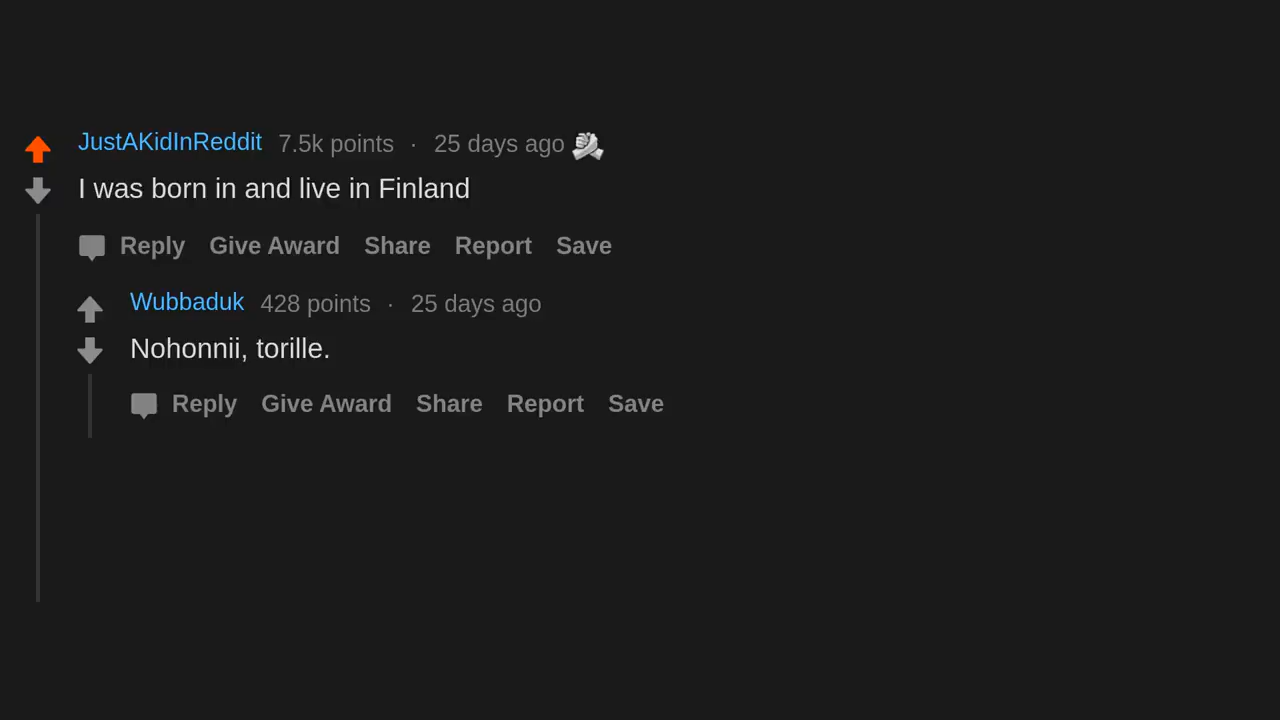 JustAKidInReddit 7.5k points · 25 days ago
I was born in and live in Finland
Reply Give Award Share Report Save
Wubbaduk 428 points · 25 days ago
Nohonnii, torille.
Reply Give Award Share Report Save